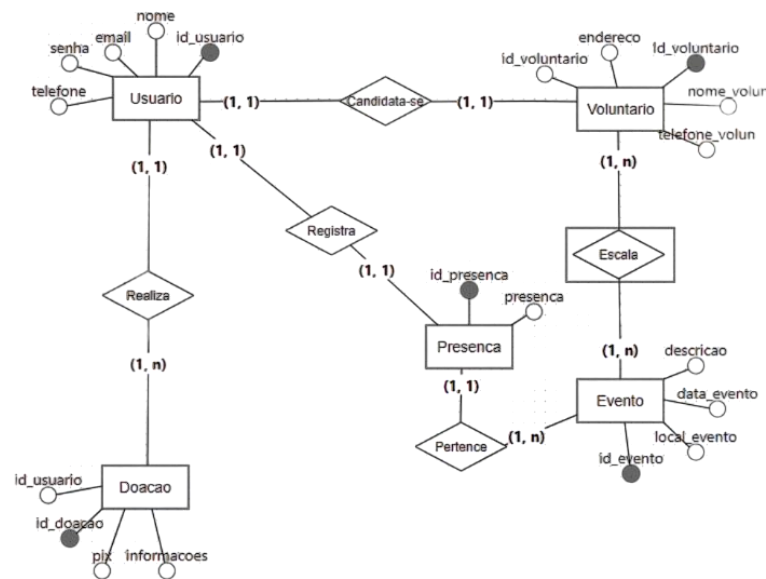 nome
email
id_usuario
senha
telefone
Usuario
(1, 1)
Candidata-se
(1, 1)
endereco
id_voluntario
id_voluntario
nome_volun
Voluntario
telefone_volun
(1, 1)
(1, 1)
(1, n)
Registra
Escala
(1, 1)
id_presenca
presenca
Realiza
Presenca
(1, n)
descricao
(1, n)
(1, 1)
data_evento
Evento
Pertence
(1, n)
local_evento
id_evento
id_usuario
Doacao
id_doacao
pix
informacoes